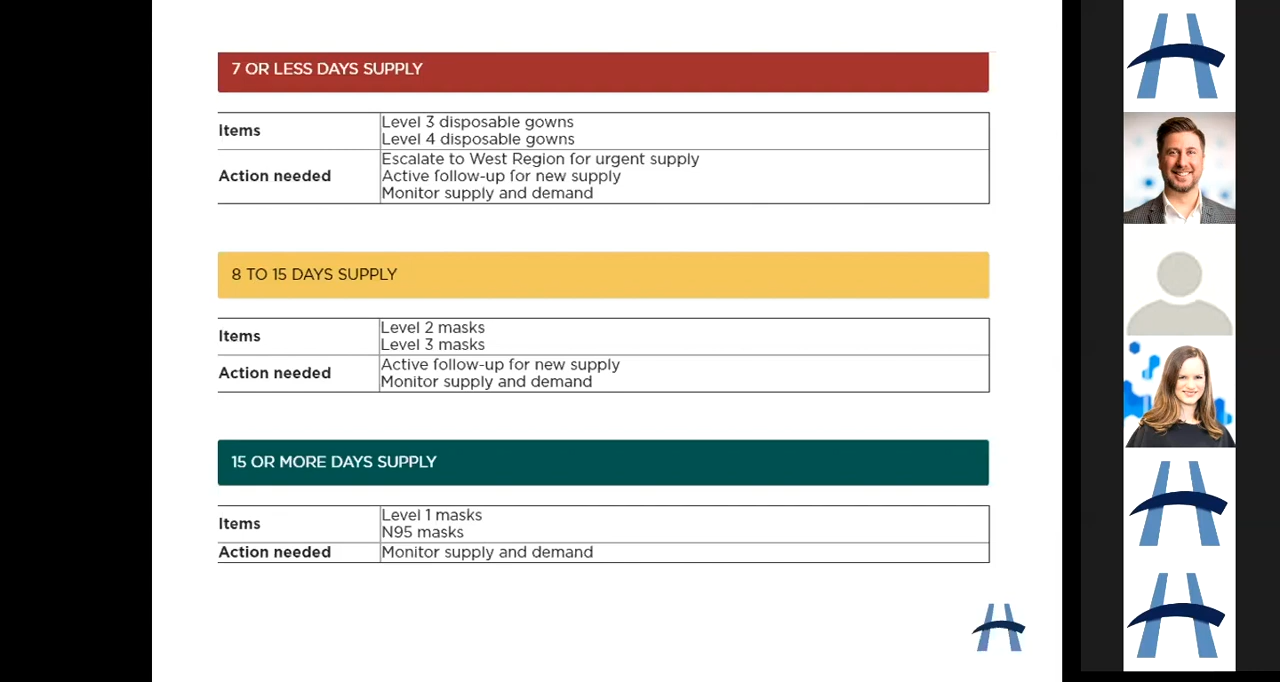 7 OR LESS DAYS SUPPLY
Items
Level 3 disposable gowns
Level 4 disposable gowns
Action needed
Escalate to West Region for urgent supply
Active follow-up for new supply
Monitor supply and demand
8 TO 15 DAYS SUPPLY
Items
Level 2 masks
Level 3 masks
Action needed
Active follow-up for new supply
Monitor supply and demand
15 OR MORE DAYS SUPPLY
Items
Level 1 masks
N95 masks
Action needed
Monitor supply and demand